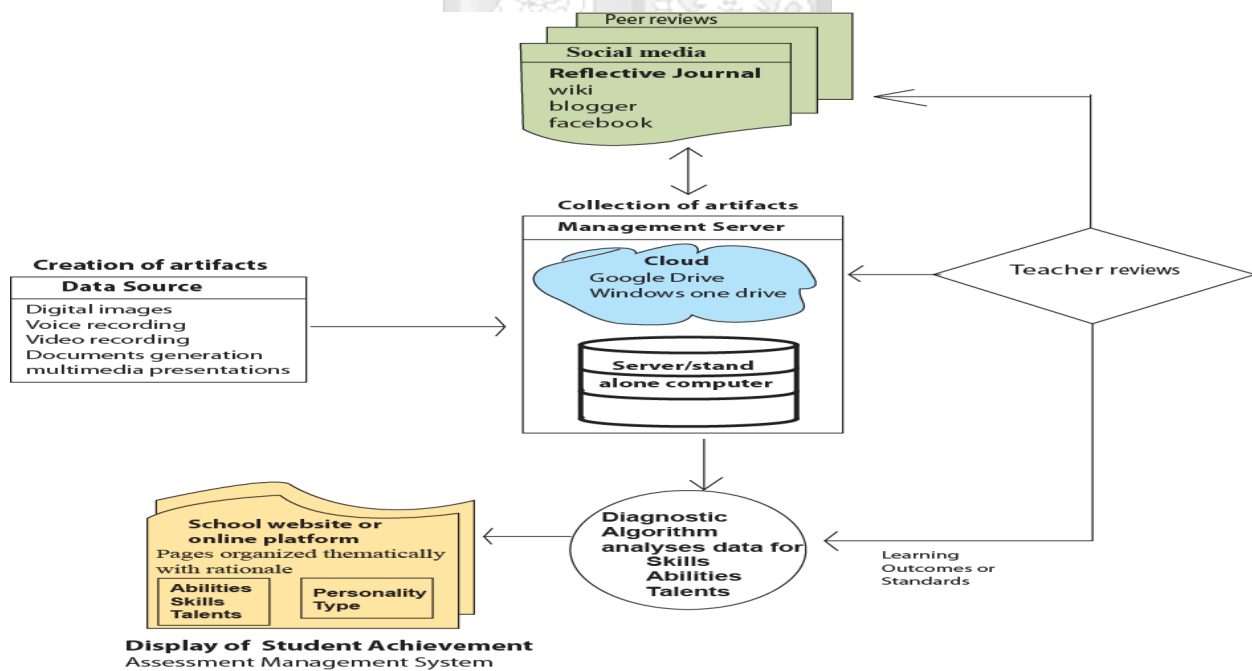 Peer reviews
Social media
Reflective Journal
wiki
blogger
facebook
Collection of artifacts
Management Server
Cloud
Google Drive
Windows one drive
Server/stand
alone computer
Creation of artifacts
Data Source
Digital images
Voice recording
Video recording
Documents generation
multimedia presentations
Teacher reviews
Diagnostic
Algorithm
analyses data for
Skills
Abilities
Talents
Learning
Outcomes or
Standards
School website or
online platform
Pages organized thematically
with rationale
Abilities
Skills
Talents
Personality
Type
Display of Student Achievement
Assessment Management System